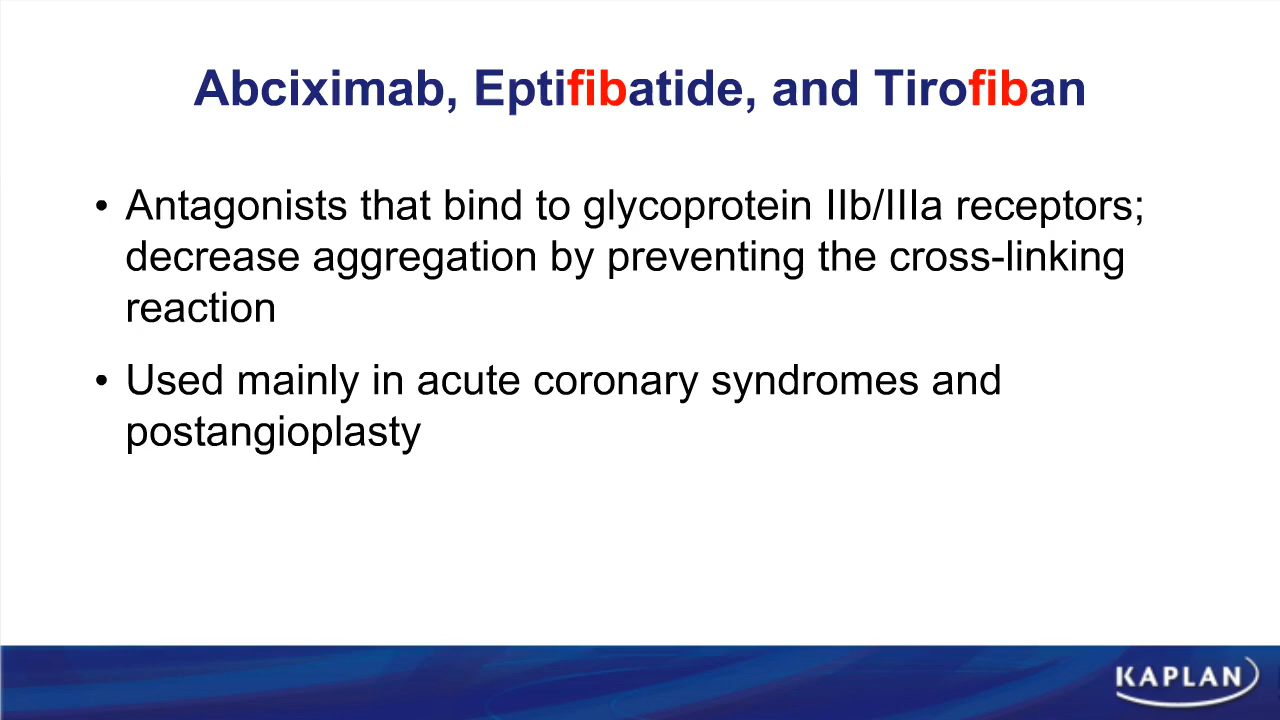 Abciximab, Eptifibatide, and Tirofiban
• Antagonists that bind to glycoprotein IIb/IIIa receptors;
decrease aggregation by preventing the cross-linking
reaction
• Used mainly in acute coronary syndromes and
postangioplasty
KAPLAN